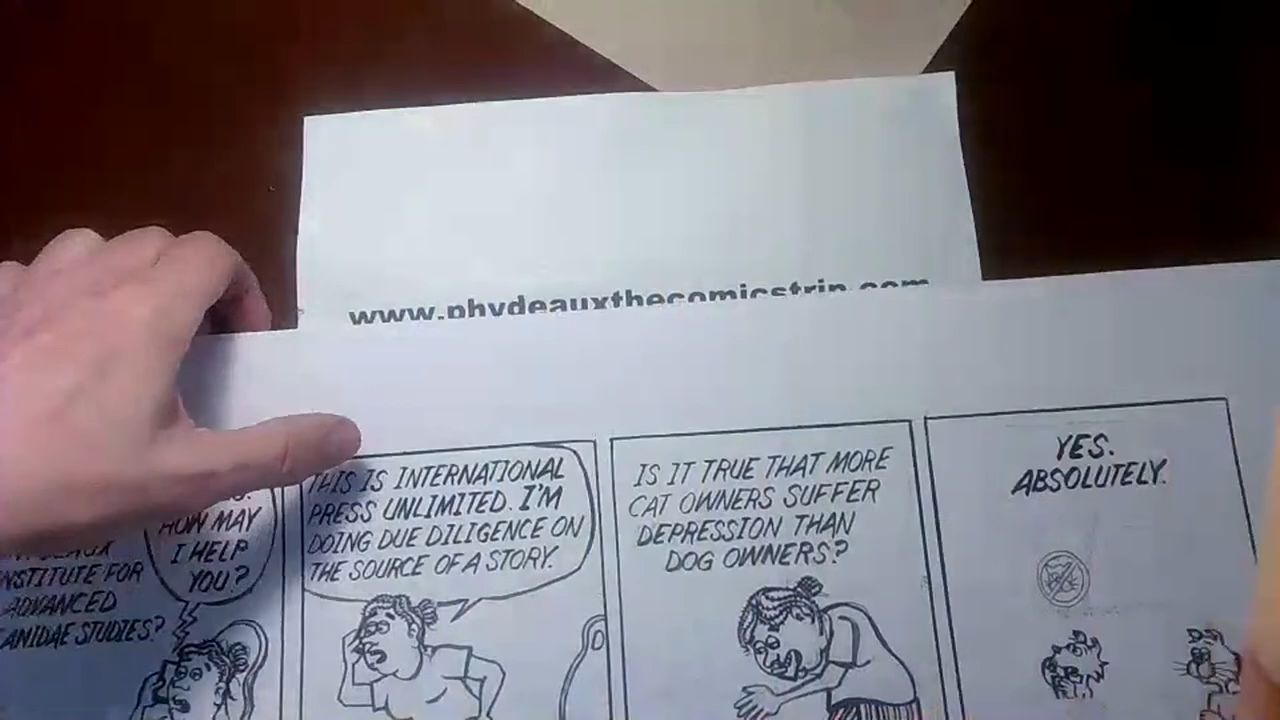 www.phydeauxthecomicstrip.com
INSTITUTE FOR
ADVANCED
CANIDAE STUDIES?
HOW MAY
I HELP
YOU?
THIS IS INTERNATIONAL
PRESS UNLIMITED. I'M
DOING DUE DILIGENCE ON
THE SOURCE OF A STORY.
IS IT TRUE THAT MORE
CAT OWNERS SUFFER
DEPRESSION THAN
DOG OWNERS?
YES.
ABSOLUTELY.